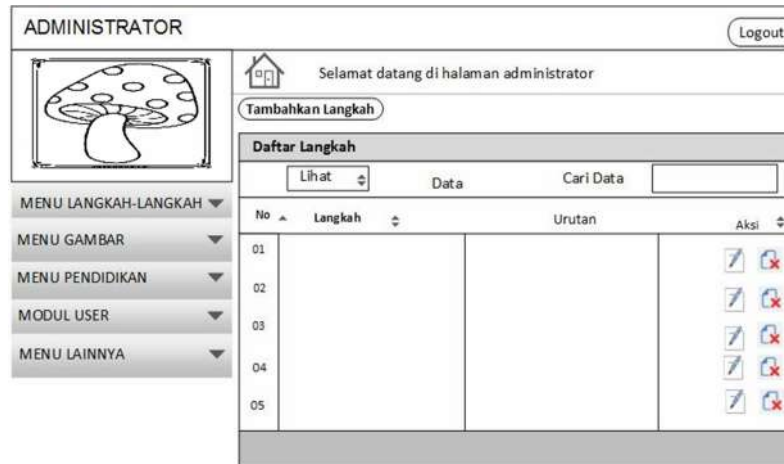 ADMINISTRATOR
Logout
Selamat datang di halaman administrator
Tambahkan Langkah
Daftar Langkah
Lihat Data Cari Data
MENU LANGKAH-LANGKAH
MENU GAMBAR
MENU PENDIDIKAN
MODUL USER
MENU LAINNYA
No Langkah Urutan Aksi
01
02
03
04
05